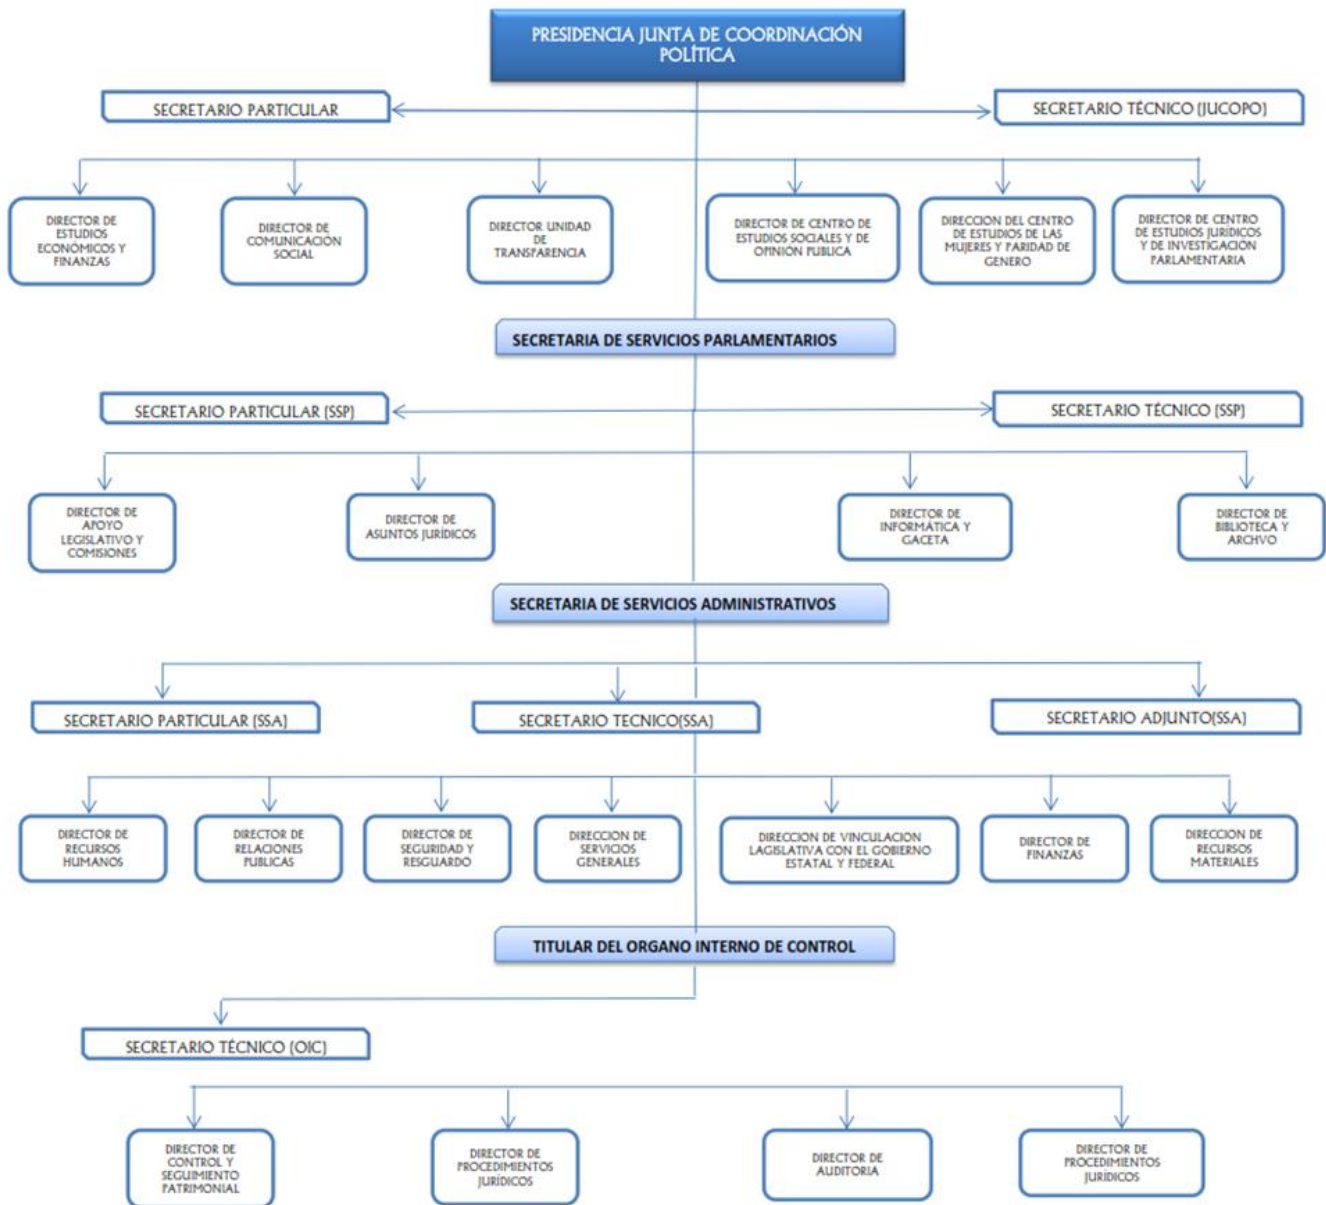 PRESIDENCIA JUNTA DE COORDINACIÓN
POLÍTICA
SECRETARIO PARTICULAR
SECRETARIO TÉCNICO (JUCOPO)
DIRECTOR DE
ESTUDIOS
ECONÓMICOS Y
FINANZAS
DIRECTOR DE
COMUNICACIÓN
SOCIAL
DIRECTOR UNIDAD
DE
TRANSPARENCIA
DIRECTOR DE CENTRO DE
ESTUDIOS SOCIALES Y DE
OPINIÓN PUBLICA
DIRECCION DEL CENTRO
DE ESTUDIOS DE LAS
MUJERES Y PARIDAD DE
GENERO
DIRECTOR DE CENTRO
DE ESTUDIOS JURÍDICOS
Y DE INVESTIGACIÓN
PARLAMENTARIA
SECRETARIA DE SERVICIOS PARLAMENTARIOS
SECRETARIO PARTICULAR (SSP)
SECRETARIO TÉCNICO (SSP)
DIRECTOR DE
APOYO
LEGISLATIVO Y
COMISIONES
DIRECTOR DE
ASUNTOS JURÍDICOS
DIRECTOR DE
INFORMÁTICA Y
GACETA
DIRECTOR DE
BIBLIOTECA Y
ARCHVO
SECRETARIA DE SERVICIOS ADMINISTRATIVOS
SECRETARIO PARTICULAR (SSA)
SECRETARIO TECNICO(SSA)
SECRETARIO ADJUNTO(SSA)
DIRECTOR DE
RECURSOS
HUMANOS
DIRECTOR DE
RELACIONES
PUBLICAS
DIRECTOR DE
SEGURIDAD Y
RESGUARDO
DIRECCION DE
SERVICIOS
GENERALES
DIRECCION DE VINCULACION
LAGISLATIVA CON EL GOBIERNO
ESTATAL Y FEDERAL
DIRECTOR DE
FINANZAS
DIRECCION DE
RECURSOS
MATERIALES
TITULAR DEL ORGANO INTERNO DE CONTROL
SECRETARIO TÉCNICO (OIC)
DIRECTOR DE
CONTROL Y
SEGUIMIENTO
PATRIMONIAL
DIRECTOR DE
PROCEDIMIENTOS
JURÍDICOS
DIRECTOR DE
AUDITORIA
DIRECTOR DE
PROCEDIMIENTOS
JURÍDICOS